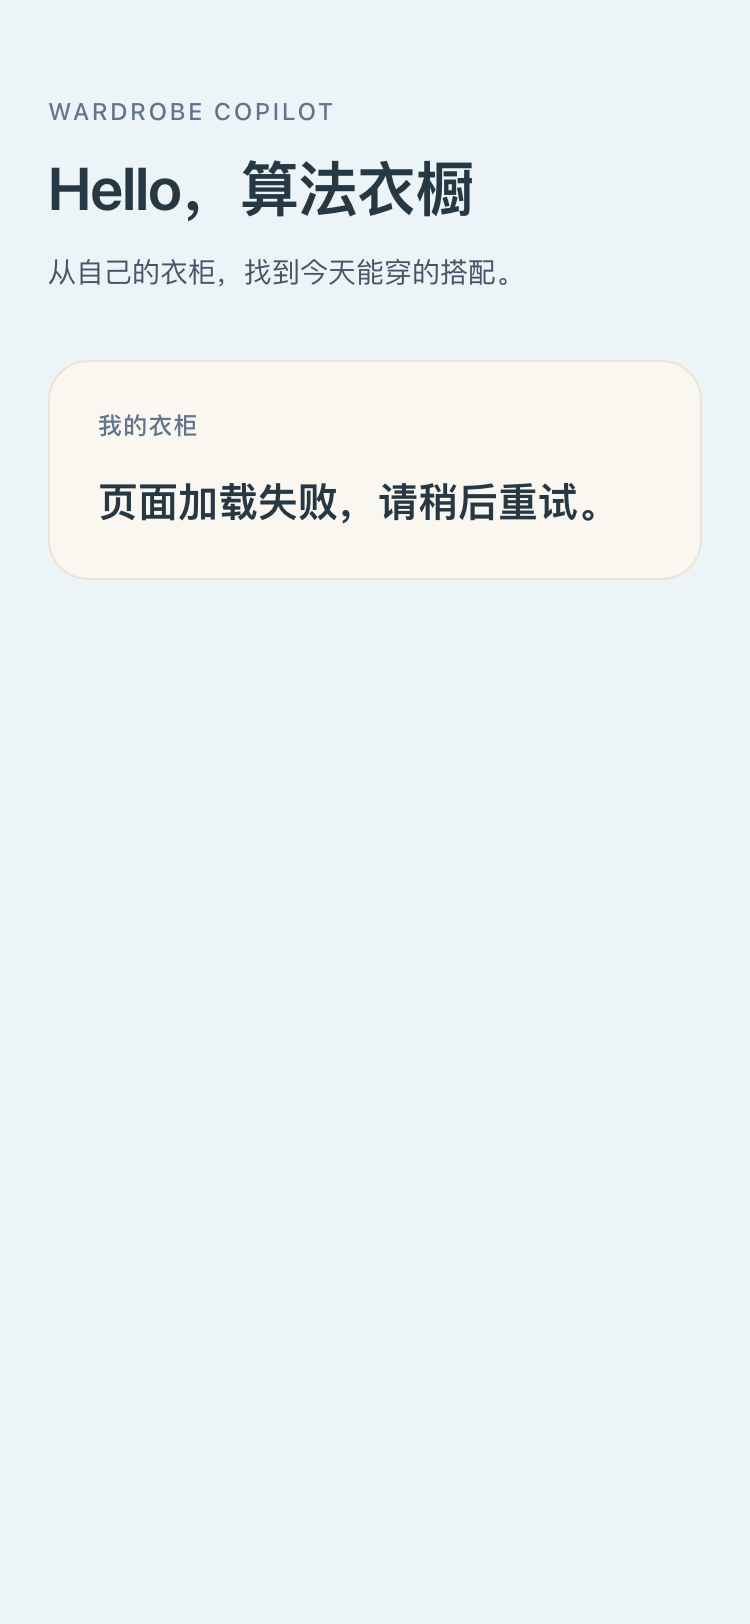 WARDROBE COPILOT
Hello，算法衣橱
从自己的衣柜，找到今天能穿的搭配。
我的衣柜
页面加载失败，请稍后重试。